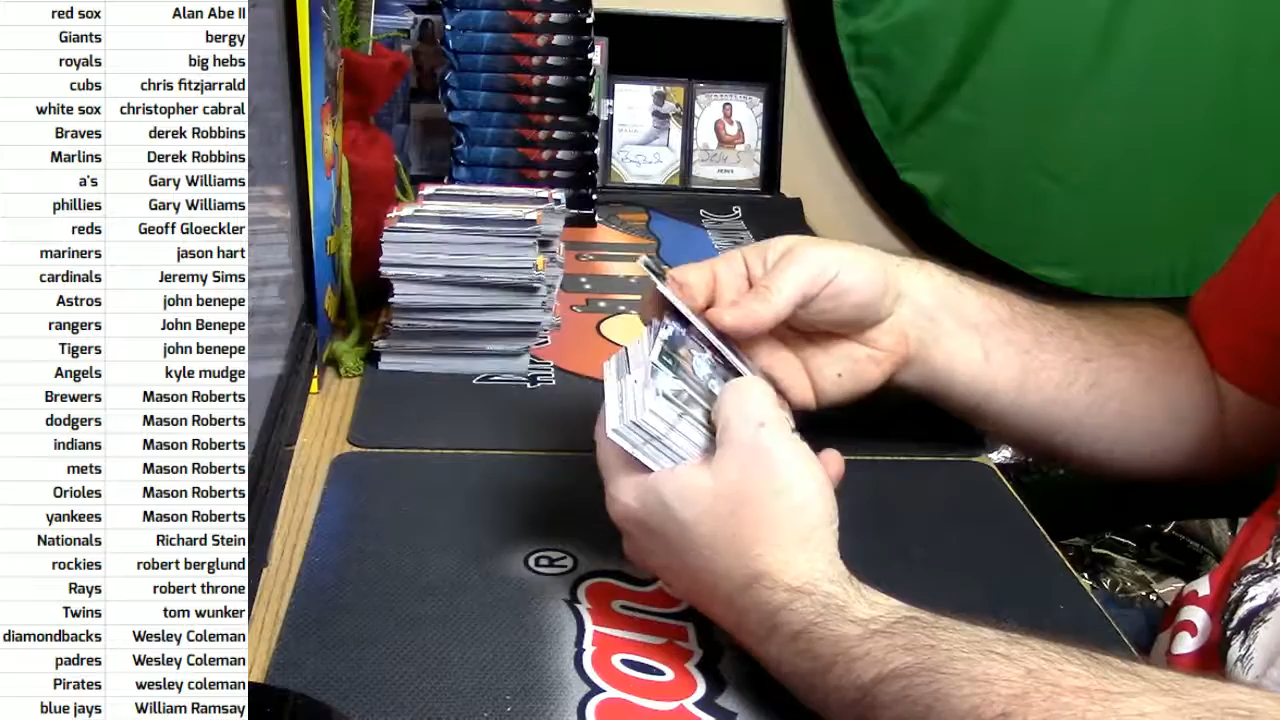 red sox Alan Abe II
Giants bergy
royals big hebs
cubs chris fitzjarrald
white sox christopher cabral
Braves derek Robbins
Marlins Derek Robbins
a's Gary Williams
phillies Gary Williams
reds Geoff Gloeckler
mariners jason hart
cardinals Jeremy Sims
Astros john benepe
rangers John Benepe
Tigers john benepe
Angels kyle mudge
Brewers Mason Roberts
dodgers Mason Roberts
indians Mason Roberts
mets Mason Roberts
Orioles Mason Roberts
yankees Mason Roberts
Nationals Richard Stein
rockies robert berglund
Rays robert throne
Twins tom wunker
diamondbacks Wesley Coleman
padres Wesley Coleman
Pirates wesley coleman
blue jays William Ramsay
®